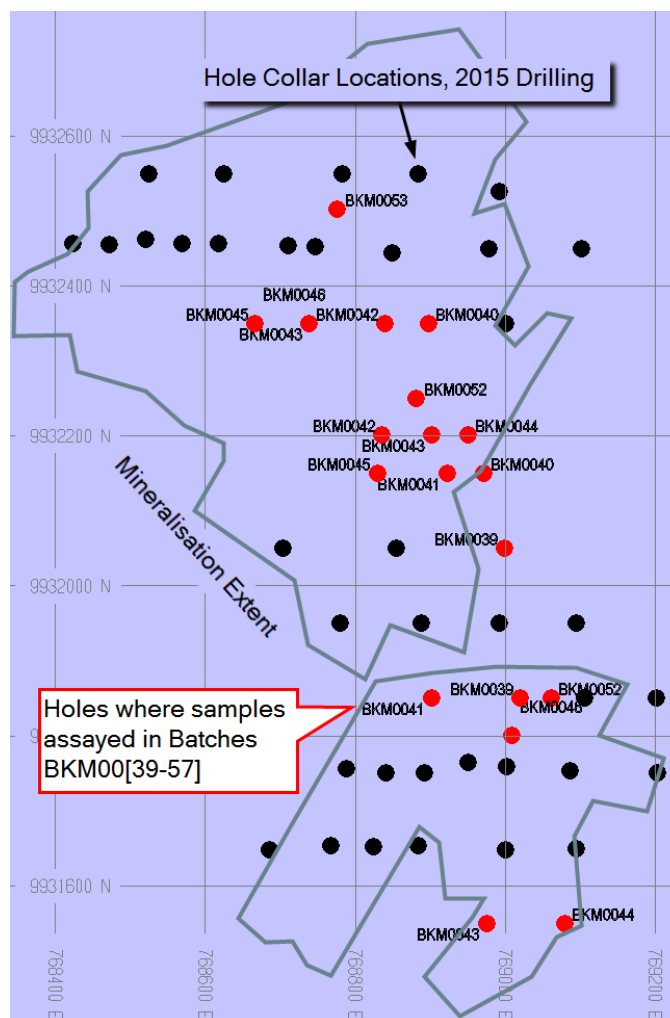 Hole Collar Locations, 2015 Drilling
9932600 N
BKM0053
9932400 N
BKM0046
BKM0045
BKM0043
BKM0042
BKM0040
BKM0052
9932200 N
BKM0042
BKM0043
BKM0044
BKM0045
BKM0041
BKM0040
Mineralisation Extent
BKM0039
9932000 N
BKM0039
BKM0052
BKM0041
BKM0046
Holes where samples
assayed in Batches
BKM00[39-57]
9931600 N
BKM0043
BKM0044
768400 E
768600 E
768800 E
769000 E
769200 E